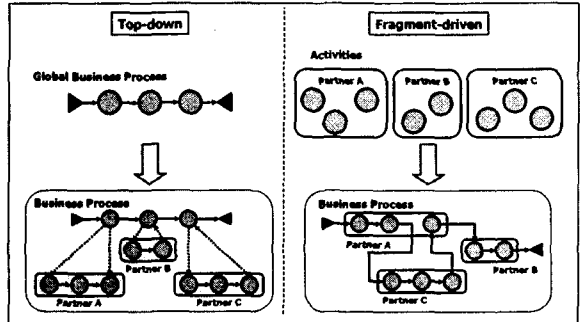 Top-down
Global Business Process
Business Process
Partner B
Partner A
Partner C
Fragment-driven
Activities
Partner A
Partner B
Partner C
Business Process
Partner A
Partner B
Partner C